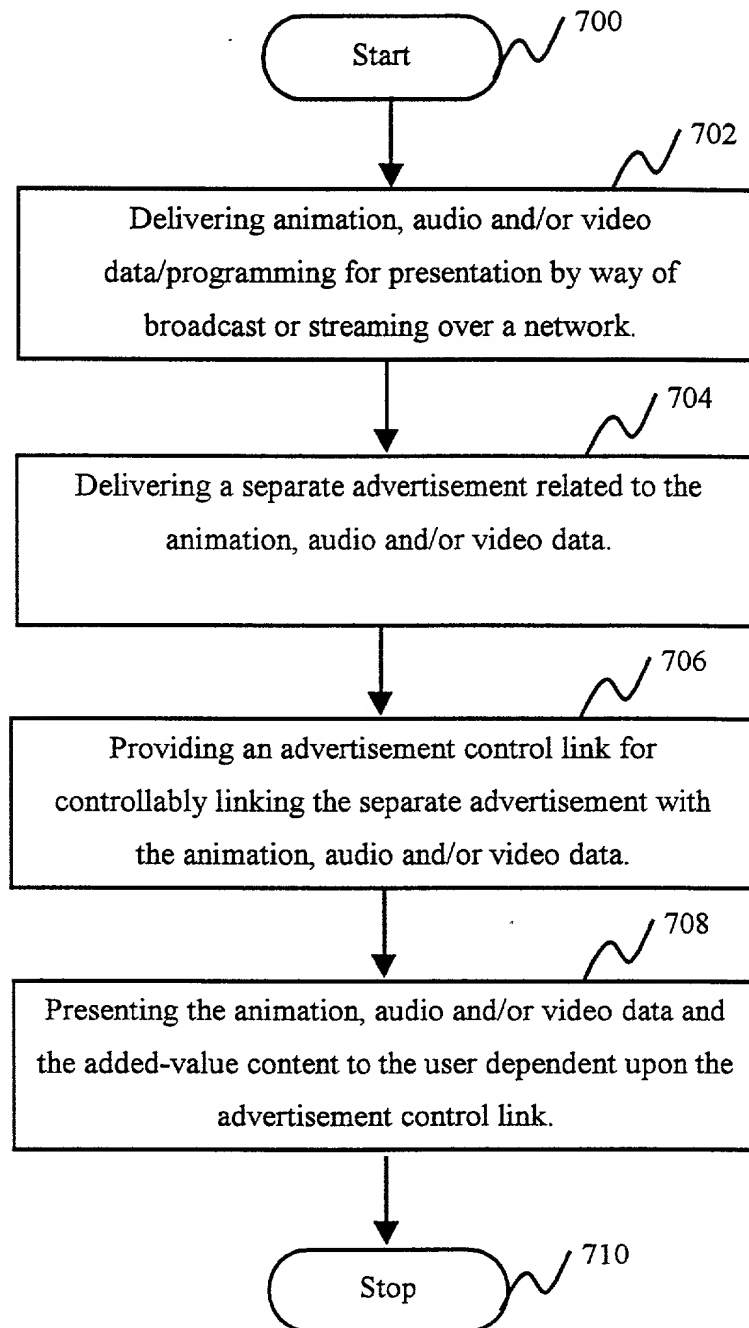 700
Start
702
Delivering animation, audio and/or video
data/programming for presentation by way of
broadcast or streaming over a network.
704
Delivering a separate advertisement related to the
animation, audio and/or video data.
706
Providing an advertisement control link for
controllably linking the separate advertisement with
the animation, audio and/or video data.
708
Presenting the animation, audio and/or video data and
the added-value content to the user dependent upon the
advertisement control link.
710
Stop